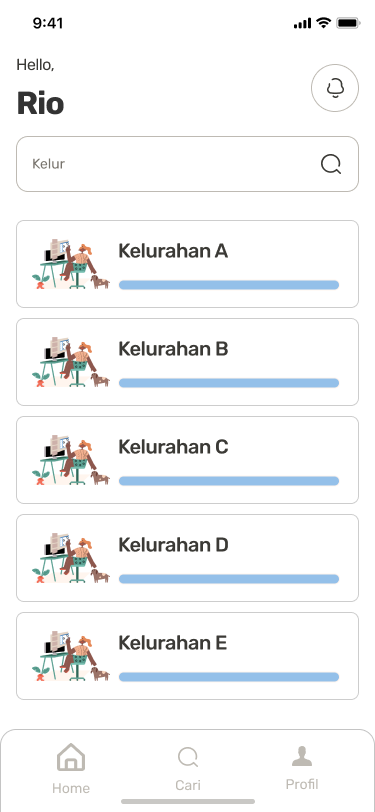 9:41
Hello,
Rio
Kelur
Kelurahan A
Kelurahan B
Kelurahan C
Kelurahan D
Kelurahan E
Home
Cari
Profil